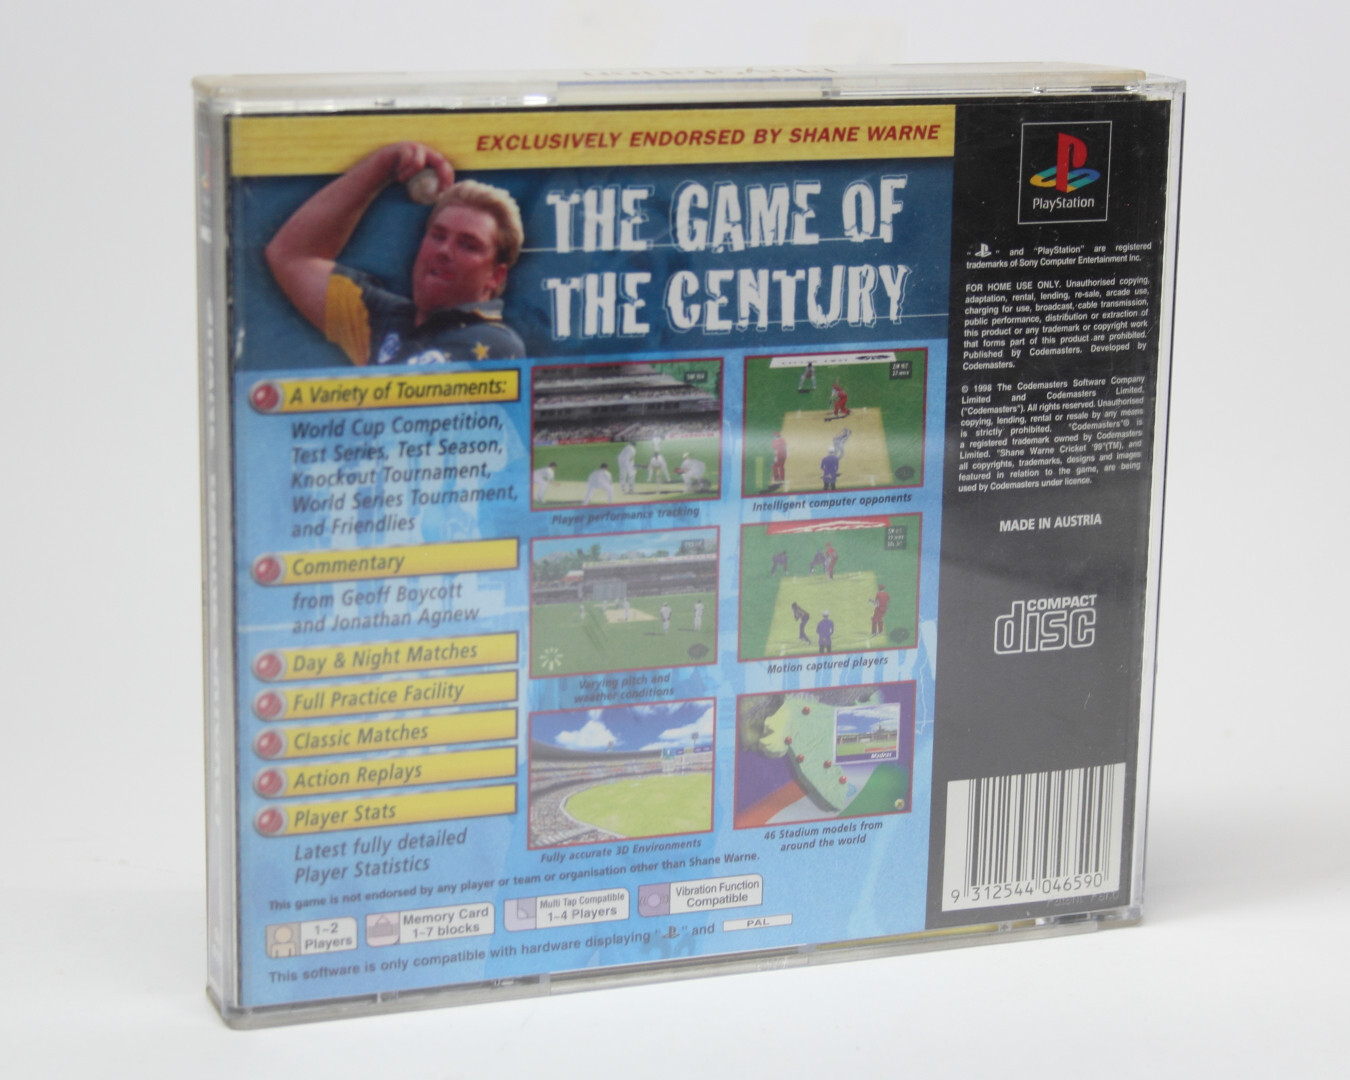 EXCLUSIVELY ENDORSED BY SHANE WARNE
THE GAME OF
THE CENTURY
A Variety of Tournaments:
World Cup Competition,
Test Series, Test Season,
Knockout Tournament,
World Series Tournament,
and Friendlies
Commentary
from Geoff Boycott
and Jonathan Agnew
Day & Night Matches
Full Practice Facility
Classic Matches
Action Replays
Player Stats
Latest fully detailed
Player Statistics
Player performance tracking
Intelligent computer opponents
Varying pitch and
weather conditions
Motion captured players
Fully accurate 3D Environments
Madras
46 Stadium models from
around the world
This game is not endorsed by any player or team or organisation other than Shane Warne.
1-2
Players
Memory Card
1-7 blocks
Multi Tap Compatible
1-4 Players
Vibration Function
Compatible
This software is only compatible with hardware displaying " " and PAL
PlayStation
" " and "PlayStation" are registered
trademarks of Sony Computer Entertainment Inc.
FOR HOME USE ONLY. Unauthorised copying,
adaptation, rental, lending, re-sale, arcade use,
charging for use, broadcast, cable transmission,
public performance, distribution or extraction of
this product or any trademark or copyright work
that forms part of this product are prohibited.
Published by Codemasters. Developed by
Codemasters.
© 1998 The Codemasters Software Company
Limited and Codemasters Limited,
("Codemasters"). All rights reserved. Unauthorised
copying, lending, rental or resale by any means
is strictly prohibited. "Codemasters"® is
a registered trademark owned by Codemasters
Limited. "Shane Warne Cricket '99"(TM), and
all copyrights, trademarks, designs and images
featured in relation to the game, are being
used by Codemasters under licence.
MADE IN AUSTRIA
COMPACT
disc
9 312544 046590